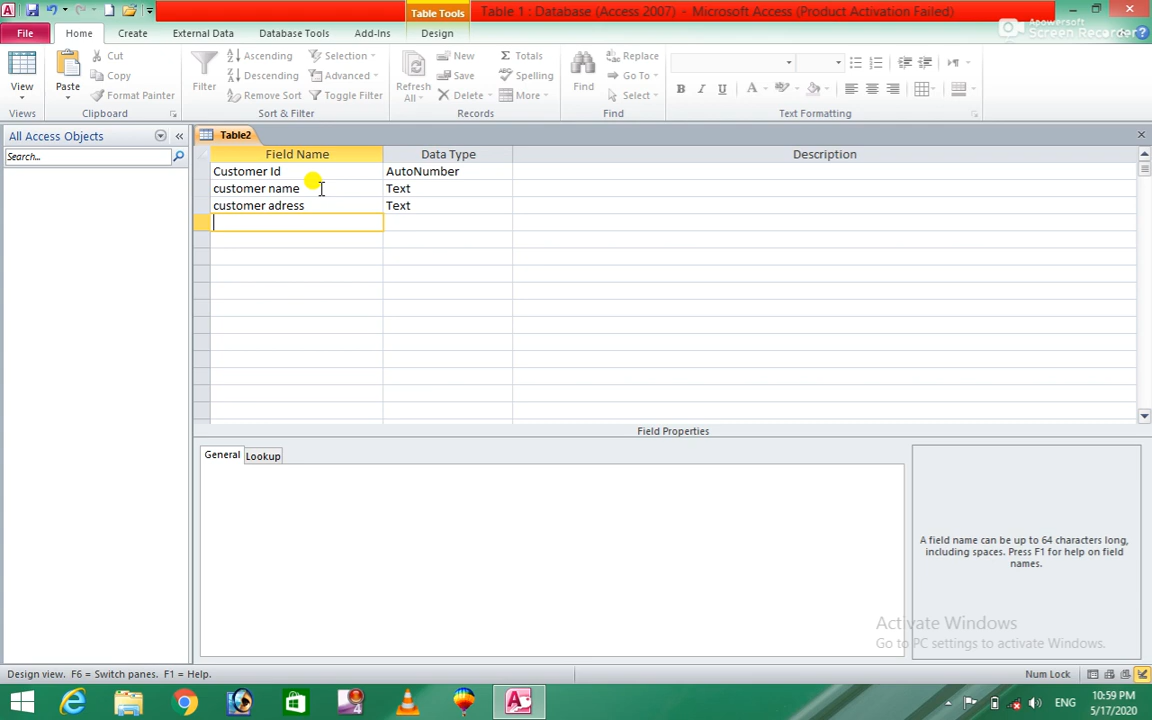 Table Tools
Table 1 : Database (Access 2007) - Microsoft Access (Product Activation Failed)
Apowersoft
Screen Recorder
File Home Create External Data Database Tools Add-Ins Design
View
Views
Paste
Cut
Copy
Format Painter
Clipboard
Filter
Ascending
Descending
Remove Sort
Selection
Advanced
Toggle Filter
Sort & Filter
Refresh
All
New
Save
Delete
Totals
Spelling
More
Records
Find
Replace
Go To
Select
Find
B I U A
Text Formatting
All Access Objects
Search...
Table2
Field Name Data Type Description
Customer Id AutoNumber
customer name Text
customer adress Text
Field Properties
General Lookup
A field name can be up to 64 characters long,
including spaces. Press F1 for help on field
names.
Activate Windows
Go to PC settings to activate Windows.
Design view. F6 = Switch panes. F1 = Help.
Num Lock
ENG
10:59 PM
5/17/2020